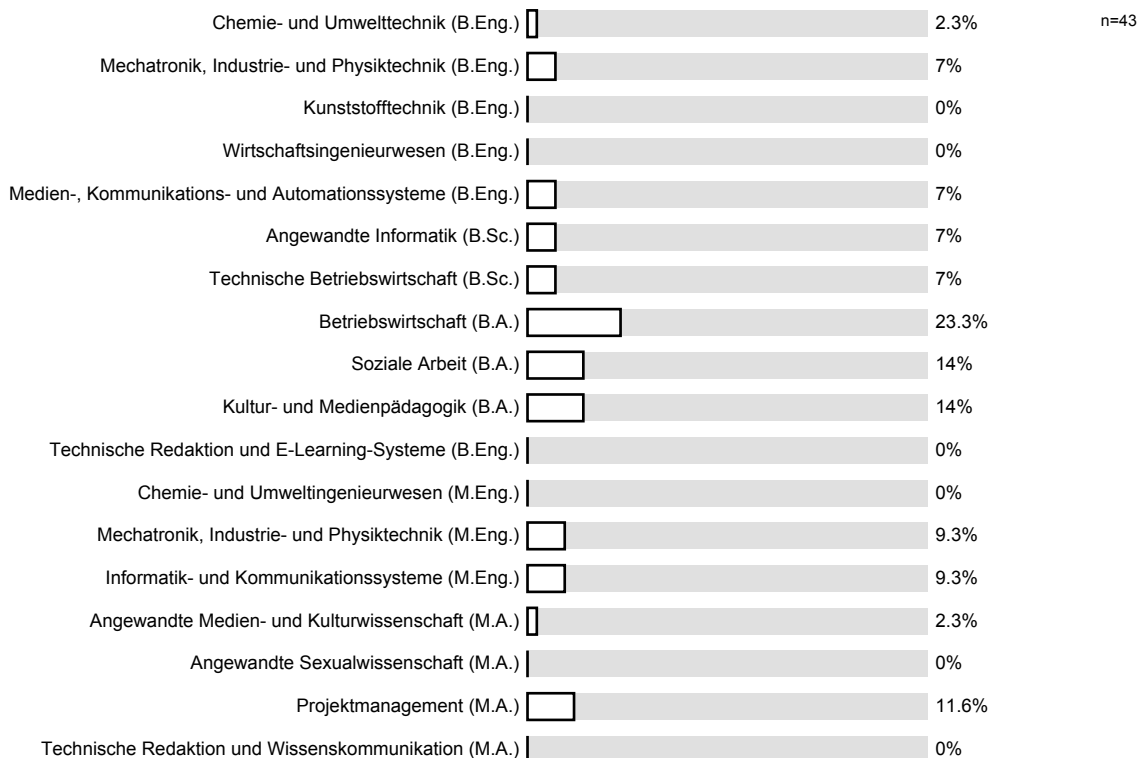 Chemie- und Umwelttechnik (B.Eng.) 2.3% n=43
Mechatronik, Industrie- und Physiktechnik (B.Eng.) 7%
Kunststofftechnik (B.Eng.) 0%
Wirtschaftsingenieurwesen (B.Eng.) 0%
Medien-, Kommunikations- und Automationssysteme (B.Eng.) 7%
Angewandte Informatik (B.Sc.) 7%
Technische Betriebswirtschaft (B.Sc.) 7%
Betriebswirtschaft (B.A.) 23.3%
Soziale Arbeit (B.A.) 14%
Kultur- und Medienpädagogik (B.A.) 14%
Technische Redaktion und E-Learning-Systeme (B.Eng.) 0%
Chemie- und Umweltingenieurwesen (M.Eng.) 0%
Mechatronik, Industrie- und Physiktechnik (M.Eng.) 9.3%
Informatik- und Kommunikationssysteme (M.Eng.) 9.3%
Angewandte Medien- und Kulturwissenschaft (M.A.) 2.3%
Angewandte Sexualwissenschaft (M.A.) 0%
Projektmanagement (M.A.) 11.6%
Technische Redaktion und Wissenskommunikation (M.A.) 0%